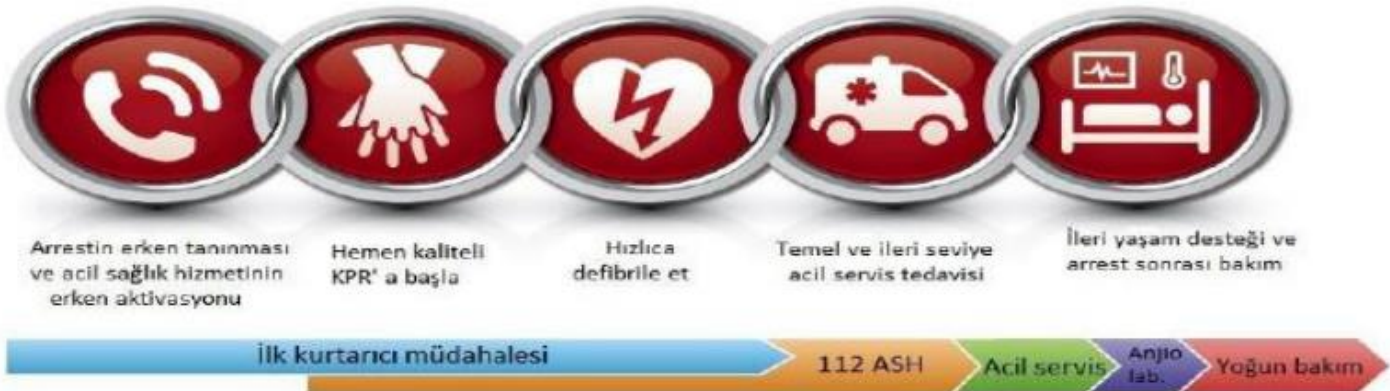 Arrestin erken tanınması
ve acil sağlık hizmetinin
erken aktivasyonu
Hemen kaliteli
KPR' a başla
Hızlıca
defibrile et
Temel ve ileri seviye
acil servis tedavisi
İleri yaşam desteği ve
arrest sonrası bakım
İlk kurtarıcı müdahalesi
112 ASH
Acil servis
Anjio
lab.
Yoğun bakım